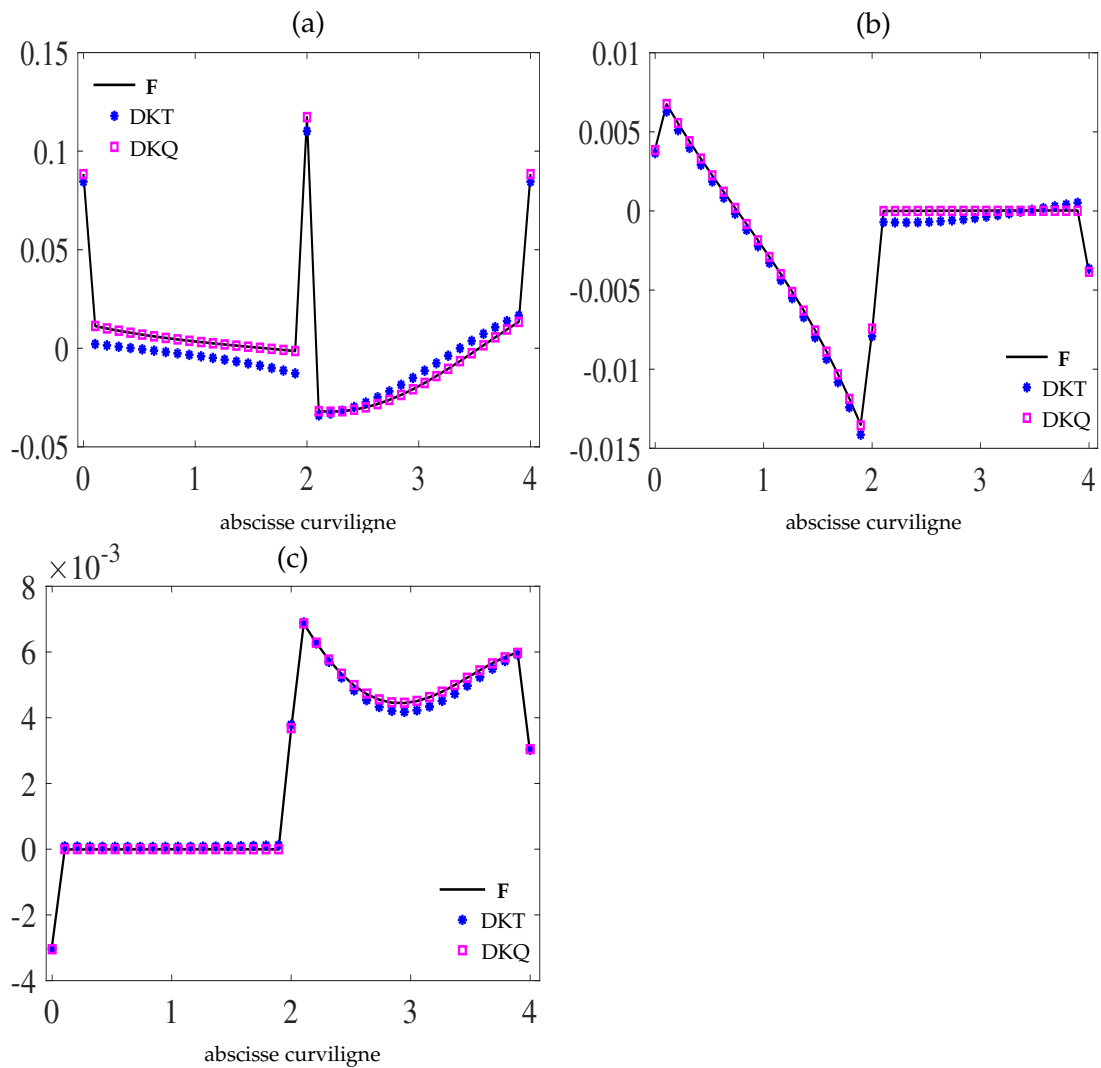 (a)
0.15
0.1
0.05
0
-0.05
F
DKT
DKQ
0 1 2 3 4
abscisse curviligne
(b)
0.01
0.005
0
-0.005
-0.01
-0.015
F
DKT
DKQ
0 1 2 3 4
abscisse curviligne
(c)
×10-3
8
6
4
2
0
-2
-4
F
DKT
DKQ
0 1 2 3 4
abscisse curviligne